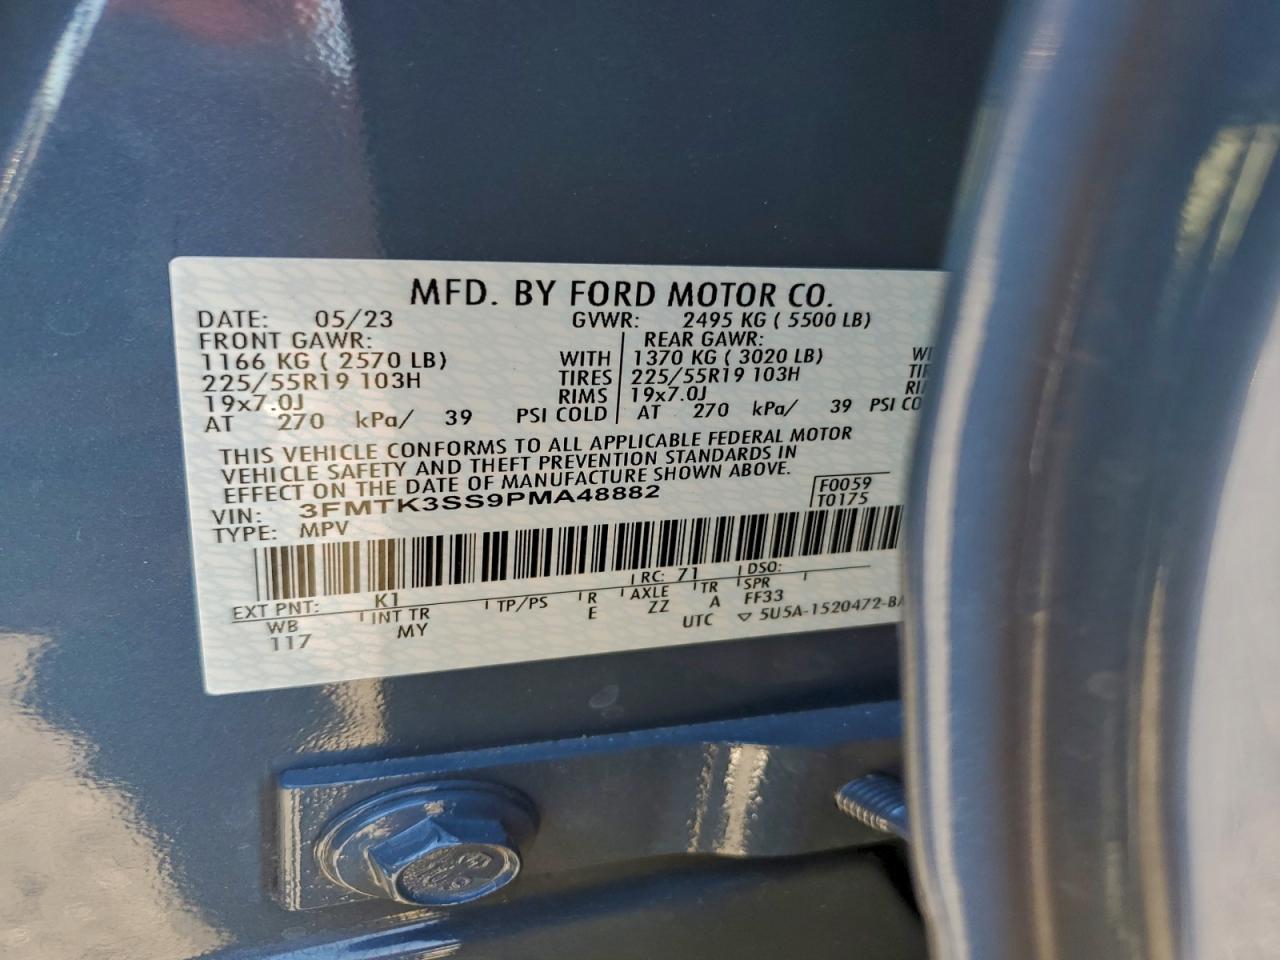 MFD. BY FORD MOTOR CO.
DATE: 05/23 GVWR: 2495 KG ( 5500 LB)
FRONT GAWR: REAR GAWR:
1166 KG ( 2570 LB) WITH 1370 KG ( 3020 LB)
225/55R19 103H TIRES 225/55R19 103H
19x7.0J RIMS 19x7.0J
AT 270 kPa/ 39 PSI COLD AT 270 kPa/ 39 PSI CO
THIS VEHICLE CONFORMS TO ALL APPLICABLE FEDERAL MOTOR
VEHICLE SAFETY AND THEFT PREVENTION STANDARDS IN
EFFECT ON THE DATE OF MANUFACTURE SHOWN ABOVE.
VIN: 3FMTK3SS9PMA48882 F0059
TYPE: MPV T0175
EXT PNT: K1 RC: 71 DSO:
WB INT TR TP/PS R AXLE TR SPR
117 MY E ZZ A FF33
UTC ▽ 5U5A-1520472-BA